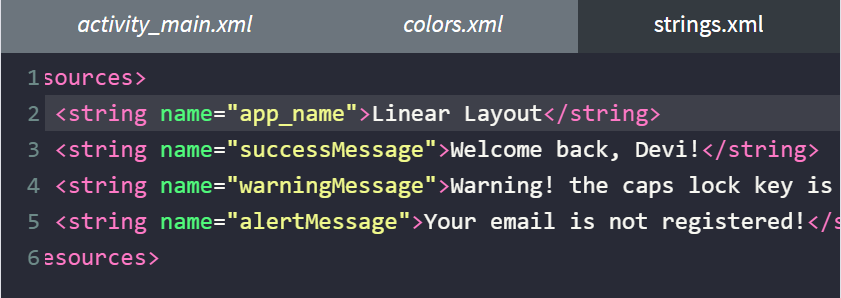 activity_main.xml colors.xml strings.xml
1 sources>
2 <string name="app_name">Linear Layout</string>
3 <string name="successMessage">Welcome back, Devi!</string>
4 <string name="warningMessage">Warning! the caps lock key is
5 <string name="alertMessage">Your email is not registered!</s
6 esources>